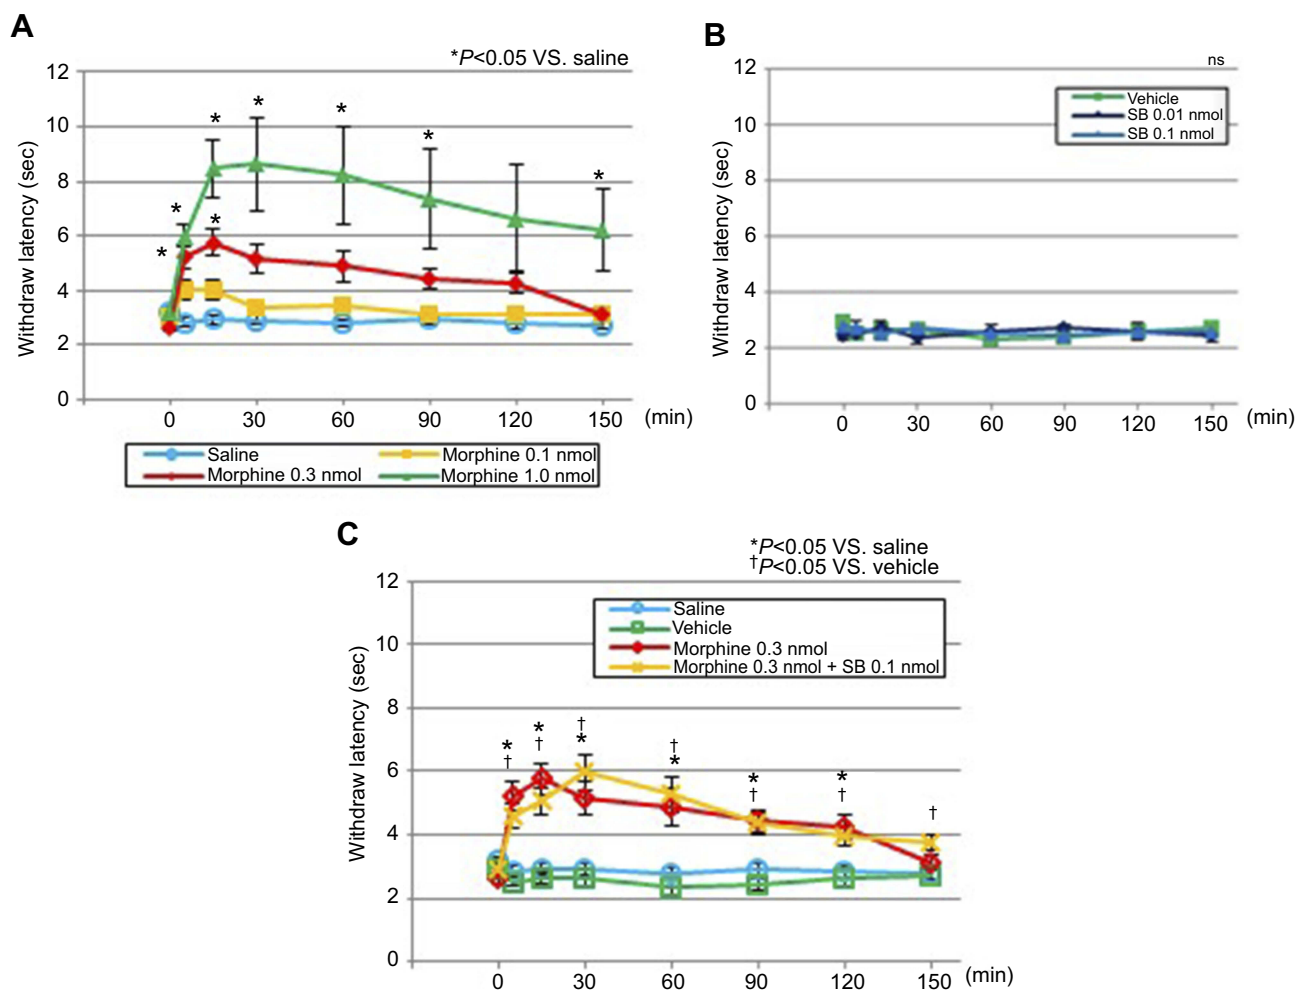 A
*P<0.05 VS. saline
12
10
8
6
4
2
0
Withdraw latency (sec)
* * * * * * * *
0 30 60 90 120 150 (min)
Saline Morphine 0.1 nmol
Morphine 0.3 nmol Morphine 1.0 nmol
B
ns
12
10
8
6
4
2
0
Withdraw latency (sec)
Vehicle
SB 0.01 nmol
SB 0.1 nmol
0 30 60 90 120 150 (min)
C
*P<0.05 VS. saline
†P<0.05 VS. vehicle
12
10
8
6
4
2
0
Withdraw latency (sec)
Saline
Vehicle
Morphine 0.3 nmol
Morphine 0.3 nmol + SB 0.1 nmol
* * † † * *
† † * * † † †
0 30 60 90 120 150 (min)